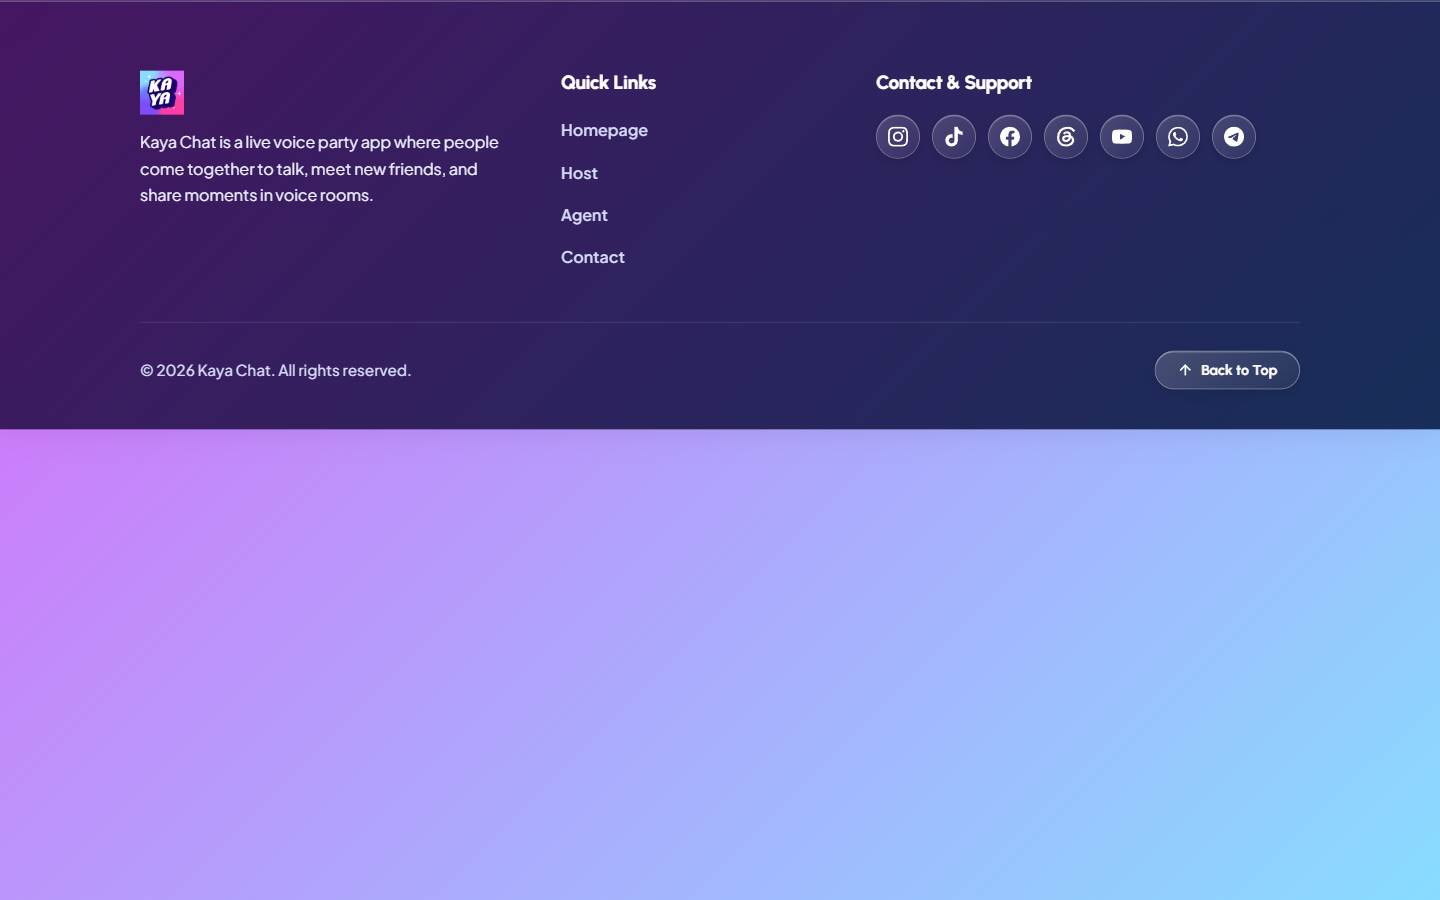 KA
YA
Kaya Chat is a live voice party app where people
come together to talk, meet new friends, and
share moments in voice rooms.
Quick Links
Homepage
Host
Agent
Contact
Contact & Support
© 2026 Kaya Chat. All rights reserved.
Back to Top